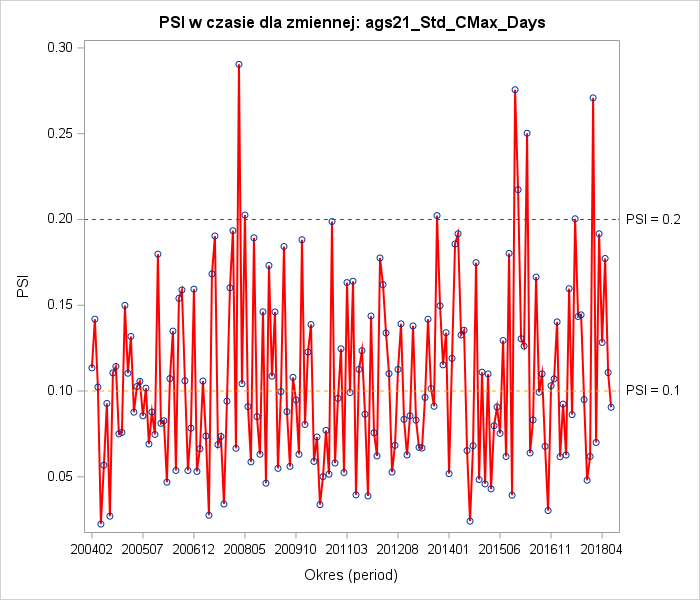 PSI w czasie dla zmiennej: ags21_Std_CMax_Days
0.30
0.25
0.20
PSI = 0.2
0.15
0.10
PSI = 0.1
0.05
PSI
200402 200507 200612 200805 200910 201103 201208 201401 201506 201611 201804
Okres (period)